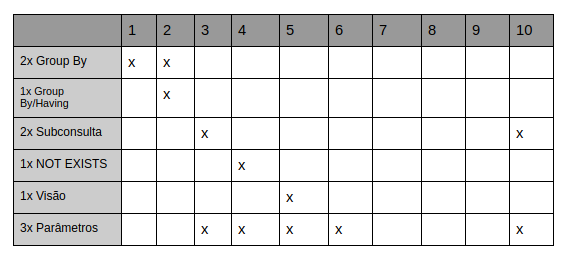 1 2 3 4 5 6 7 8 9 10
2x Group By x x
1x Group
By/Having x
2x Subconsulta x x
1x NOT EXISTS x
1x Visão x
3x Parâmetros x x x x x